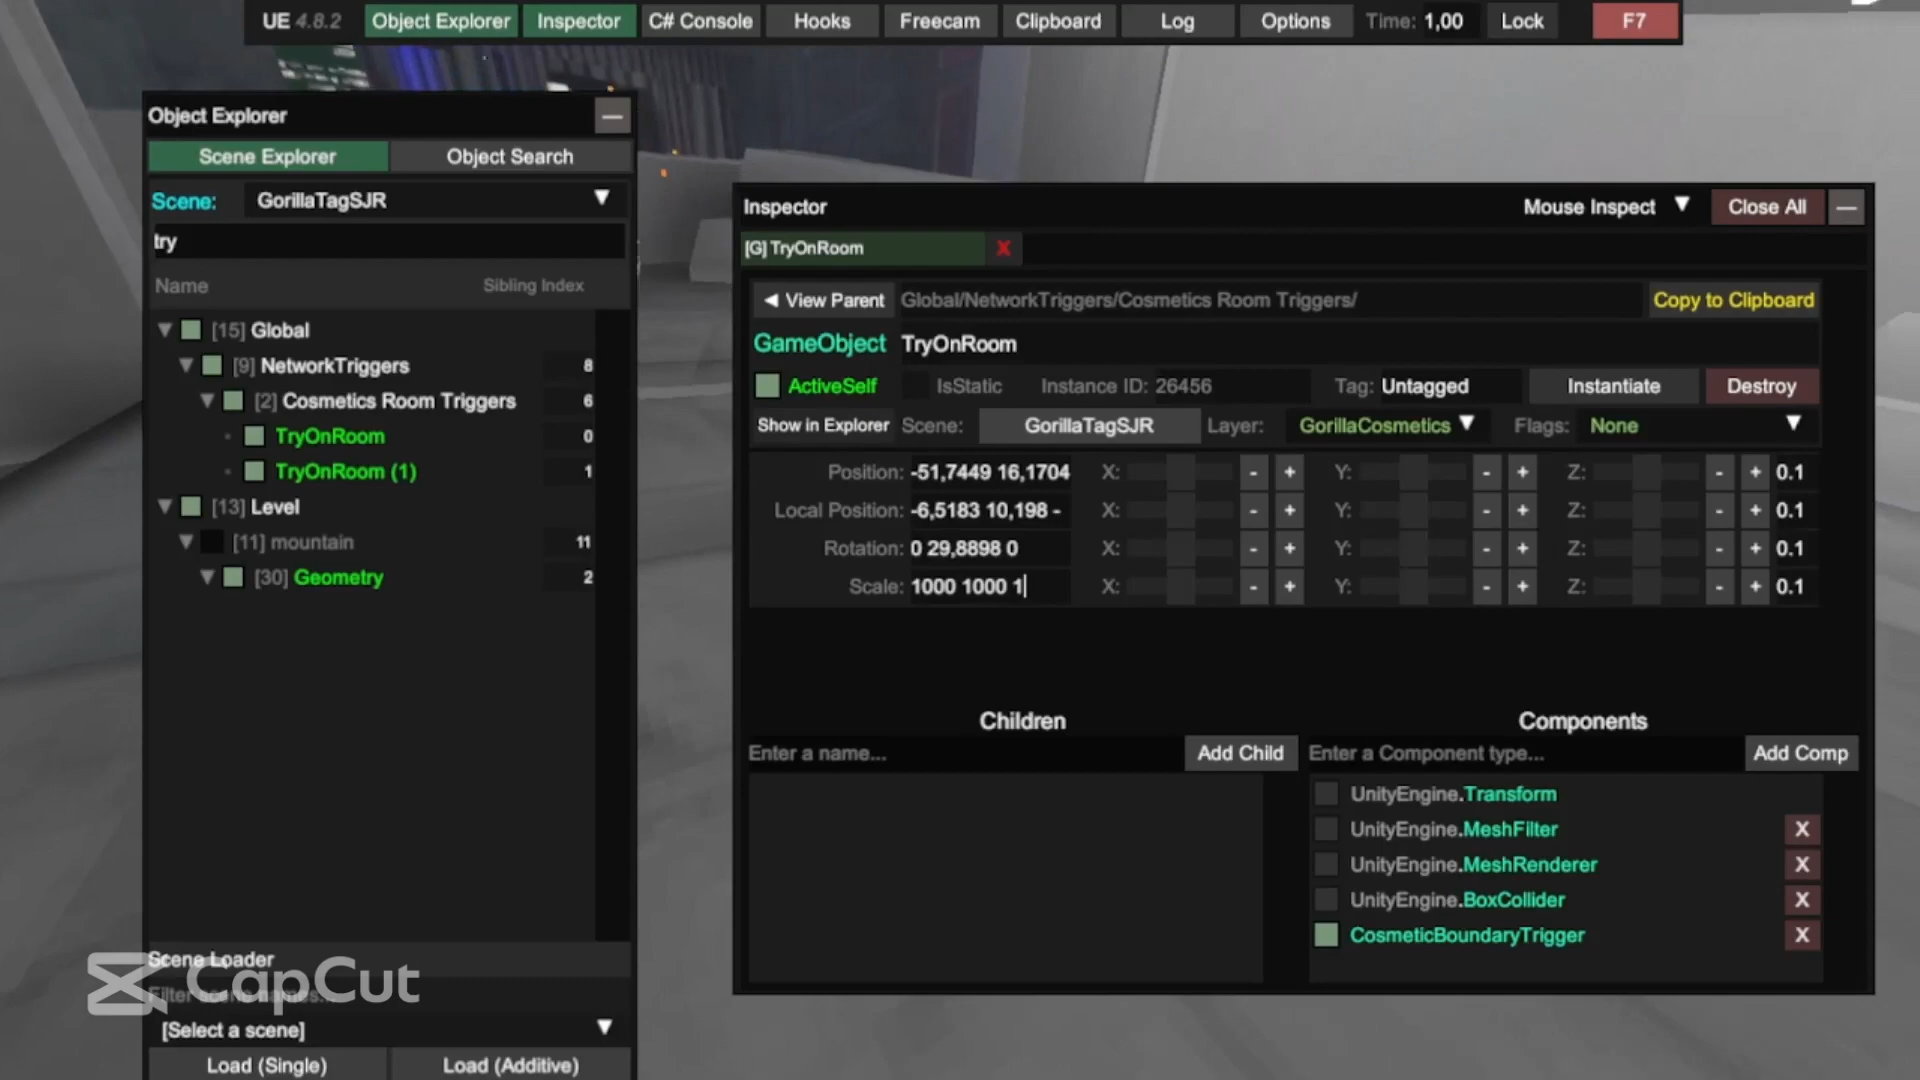 UE 4.8.2 Object Explorer Inspector C# Console Hooks Freecam Clipboard Log Options Time: 1,00 Lock F7
Object Explorer —
Scene Explorer Object Search
Scene: GorillaTagSJR ▼
try
Name Sibling Index
▼ [15] Global
▼ [9] NetworkTriggers 8
▼ [2] Cosmetics Room Triggers 6
TryOnRoom 0
TryOnRoom (1) 1
▼ [13] Level
▼ [11] mountain 11
▼ [30] Geometry 2
Scene Loader
Filter scene names...
[Select a scene] ▼
Load (Single) Load (Additive)
CapCut
Inspector Mouse Inspect ▼ Close All —
[G] TryOnRoom X
◄ View Parent Global/NetworkTriggers/Cosmetics Room Triggers/ Copy to Clipboard
GameObject TryOnRoom
ActiveSelf IsStatic Instance ID: 26456 Tag: Untagged Instantiate Destroy
Show in Explorer Scene: GorillaTagSJR Layer: GorillaCosmetics ▼ Flags: None ▼
Position: -51,7449 16,1704 X: - + Y: - + Z: - + 0.1
Local Position: -6,5183 10,198 - X: - + Y: - + Z: - + 0.1
Rotation: 0 29,8898 0 X: - + Y: - + Z: - + 0.1
Scale: 1000 1000 1 X: - + Y: - + Z: - + 0.1
Children
Enter a name... Add Child
Components
Enter a Component type... Add Comp
UnityEngine.Transform
UnityEngine.MeshFilter X
UnityEngine.MeshRenderer X
UnityEngine.BoxCollider X
CosmeticBoundaryTrigger X